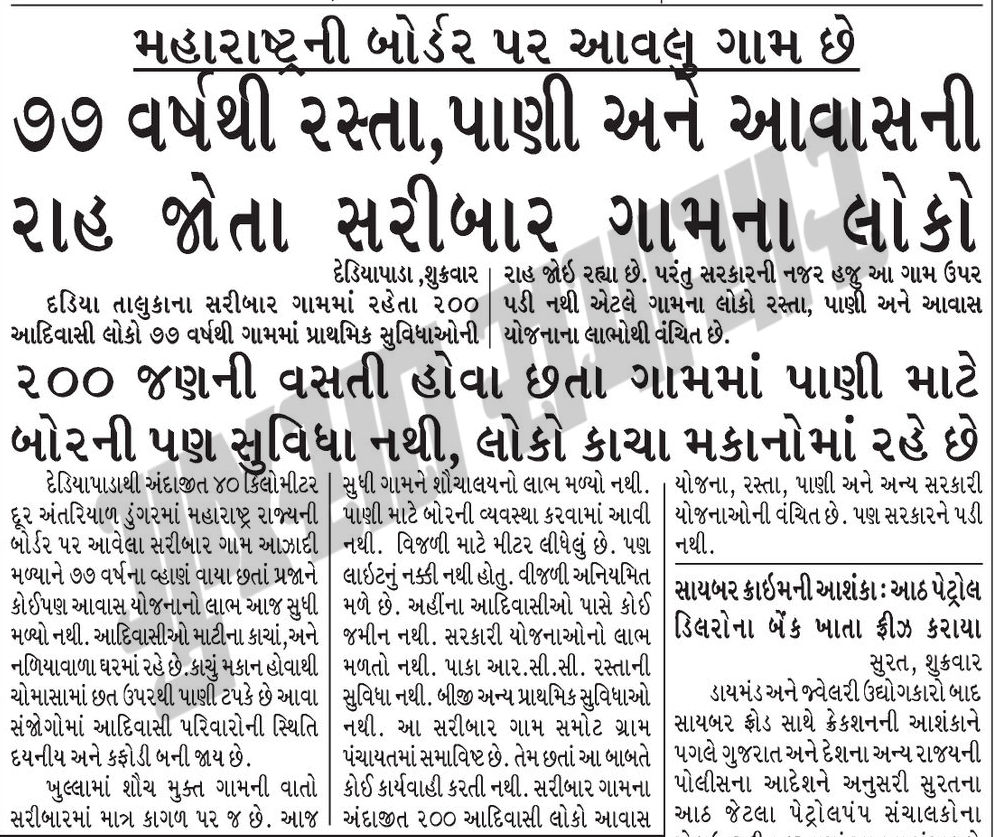 મહારાષ્ટ્રની બોર્ડર પર આવલુ ગામ છે
૭૭ વર્ષથી રસ્તા,પાણી અને આવાસની
રાહ જોતા સરીબાર ગામના લોકો
દેડિયાપાડા ,શુક્રવાર
દડિયા તાલુકાના સરીબાર ગામમાં રહેતા ૨૦૦
આદિવાસી લોકો ૭૭ વર્ષથી ગામમાં પ્રાથમિક સુવિધાઓની
રાહ જોઇ રહ્યા છે. પરંતુ સરકારની નજર હજુ આ ગામ ઉપર
પડી નથી એટલે ગામના લોકો રસ્તા, પાણી અને આવાસ
યોજનાના લાભોથી વંચિત છે.
૨૦૦ જણની વસતી હોવા છતા ગામમાં પાણી માટે
બોરની પણ સુવિધા નથી, લોકો કાચા મકાનોમાં રહે છે
દેડિયાપાડાથી અંદાજીત ૪૦ કિલોમીટર
દૂર અંતરિયાળ ડુંગરમાં મહારાષ્ટ્ર રાજ્યની
બોર્ડર પર આવેલા સરીબાર ગામ આઝાદી
મળ્યાને ૭૭ વર્ષના વ્હાણં વાયા છતાં પ્રજાને
કોઈપણ આવાસ યોજનાનો લાભ આજ સુધી
મળ્યો નથી. આદિવાસીઓ માટીના કાચાં,અને
નળિયાવાળા ઘરમાં રહે છે.કાચું મકાન હોવાથી
ચોમાસામાં છત ઉપરથી પાણી ટપકે છે આવા
સંજોગોમાં આદિવાસી પરિવારોની સ્થિતિ
દયનીય અને કફોડી બની જાય છે.
ખુલ્લામાં શૌચ મુક્ત ગામની વાતો
સરીબારમાં માત્ર કાગળ પર જ છે. આજ
સુધી ગામને શૌચાલયનો લાભ મળ્યો નથી.
પાણી માટે બોરની વ્યવસ્થા કરવામાં આવી
નથી. વિજળી માટે મીટર લીધેલું છે. પણ
લાઇટનું નક્કી નથી હોતુ. વીજળી અનિયમિત
મળે છે. અહીંના આદિવાસીઓ પાસે કોઈ
જમીન નથી. સરકારી યોજનાઓનો લાભ
મળતો નથી. પાકા આર.સી.સી. રસ્તાની
સુવિધા નથી. બીજી અન્ય પ્રાથમિક સુવિધાઓ
નથી. આ સરીબાર ગામ સમોટ ગ્રામ
પંચાયતમાં સમાવિષ્ટ છે. તેમ છતાં આ બાબતે
કોઈ કાર્યવાહી કરતી નથી. સરીબાર ગામના
અંદાજીત ૨૦૦ આદિવાસી લોકો આવાસ
યોજના, રસ્તા, પાણી અને અન્ય સરકારી
યોજનાઓની વંચિત છે. પણ સરકારને પડી
નથી.
સાયબર ક્રાઇમની આશંકા : આઠ પેટ્રોલ
ડિલરોના બેંક ખાતા ફ્રીઝ કરાયા
સુરત, શુક્રવાર
ડાયમંડ અને જ્વેલરી ઉદ્યોગકારો બાદ
સાયબર ફ્રોડ સાથે ક્રેકશનની આશંકાને
પગલે ગુજરાત અને દેશના અન્ય રાજયની
પોલીસના આદેશને અનુસરી સુરતના
આઠ જેટલા પેટ્રોલપંપ સંચાલકોના